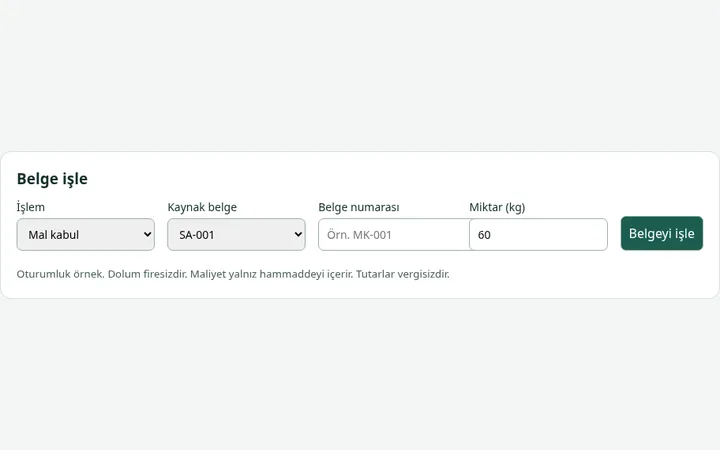 Belge işle
İşlem
Kaynak belge
Belge numarası
Miktar (kg)
Mal kabul
SA-001
Örn. MK-001
60
Belgeyi işle
Oturumluk örnek. Dolum firesizdir. Maliyet yalnız hammaddeyi içerir. Tutarlar vergisizdir.